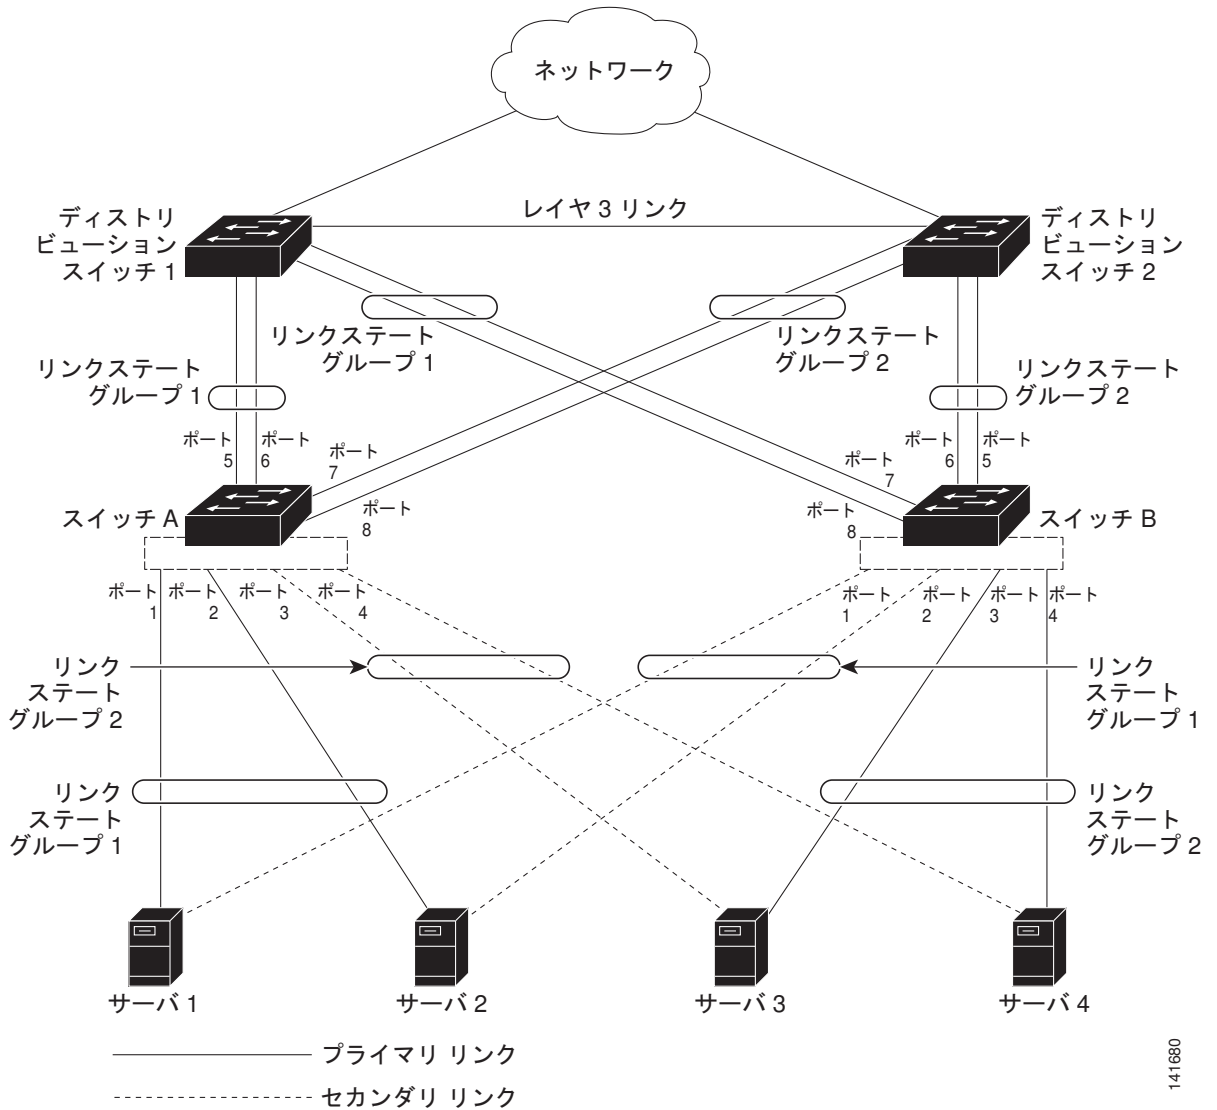 ネットワーク
レイヤ 3 リンク
ディストリ
ビューション
スイッチ 1
ディストリ
ビューション
スイッチ 2
リンクステート
グループ 1
リンクステート
グループ 2
リンクステート
グループ 1
リンクステート
グループ 2
ポート
5
ポート
6
ポート
7
ポート
8
ポート
7
ポート
6
ポート
5
ポート
8
スイッチ A
スイッチ B
ポート
1
ポート
2
ポート
3
ポート
4
ポート
1
ポート
2
ポート
3
ポート
4
リンク
ステート
グループ 2
リンク
ステート
グループ 1
リンク
ステート
グループ 1
リンク
ステート
グループ 2
サーバ 1
サーバ 2
サーバ 3
サーバ 4
プライマリ リンク
セカンダリ リンク
141680